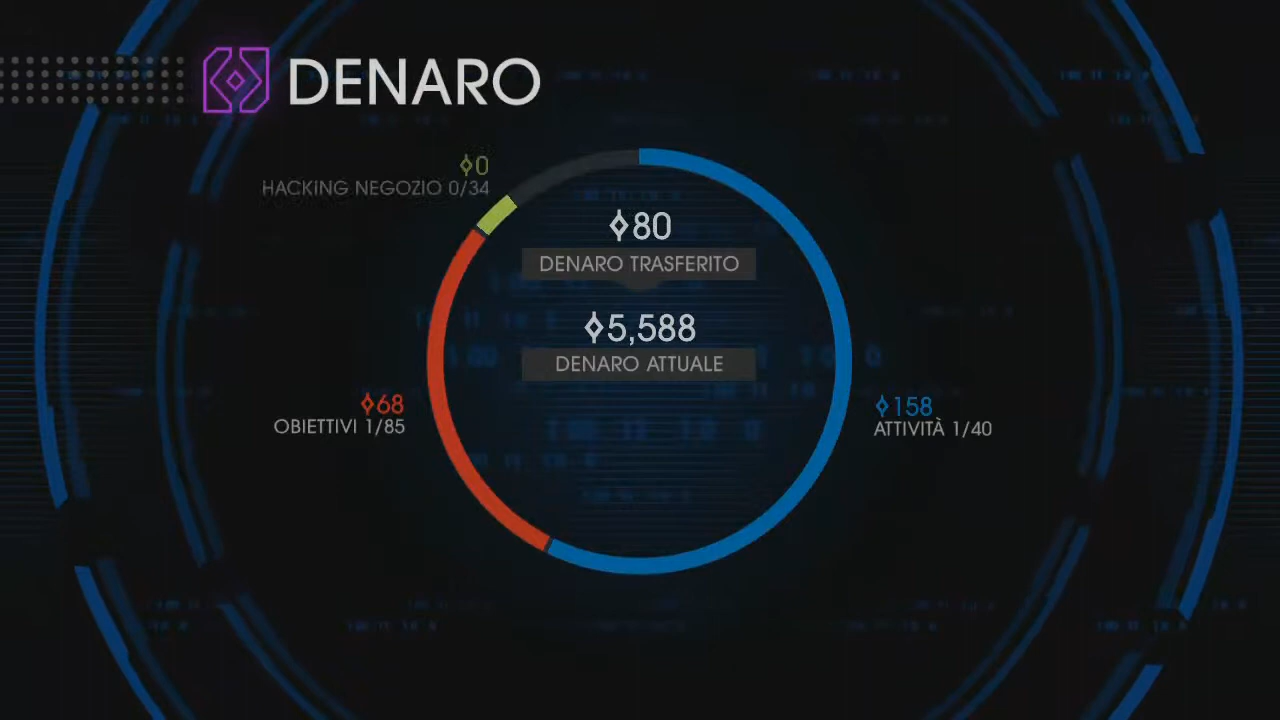 DENARO
0
HACKING NEGOZIO 0/34
80
DENARO TRASFERITO
5,588
DENARO ATTUALE
68
OBIETTIVI 1/85
158
ATTIVITÀ 1/40